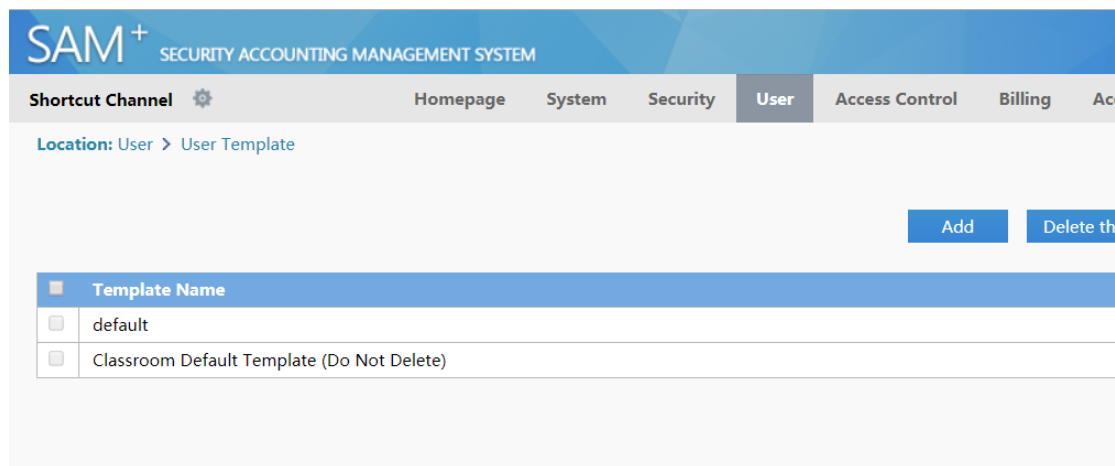 SAM+ SECURITY ACCOUNTING MANAGEMENT SYSTEM
Shortcut Channel Homepage System Security User Access Control Billing
Location: User > User Template
Add Delete
Template Name
default
Classroom Default Template (Do Not Delete)